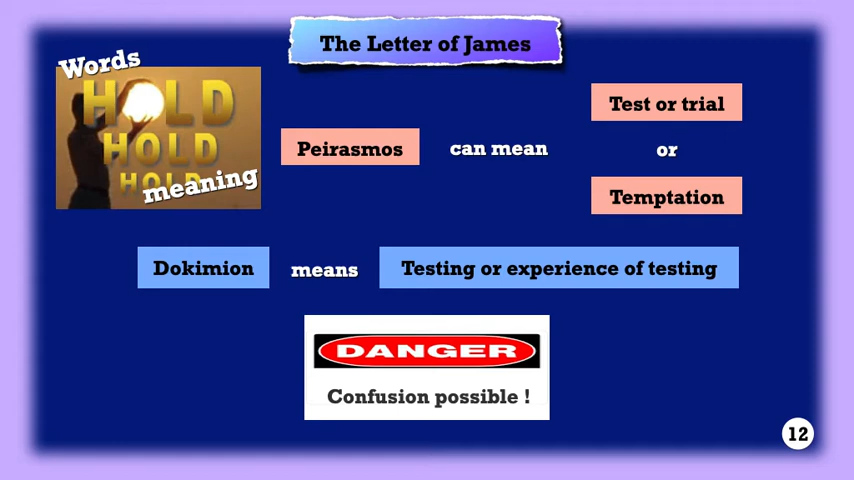 The Letter of James
Words
HOLD
HOLD
HOLD
meaning
Peirasmos
can mean
Test or trial
or
Temptation
Dokimion
means
Testing or experience of testing
DANGER
Confusion possible !
12